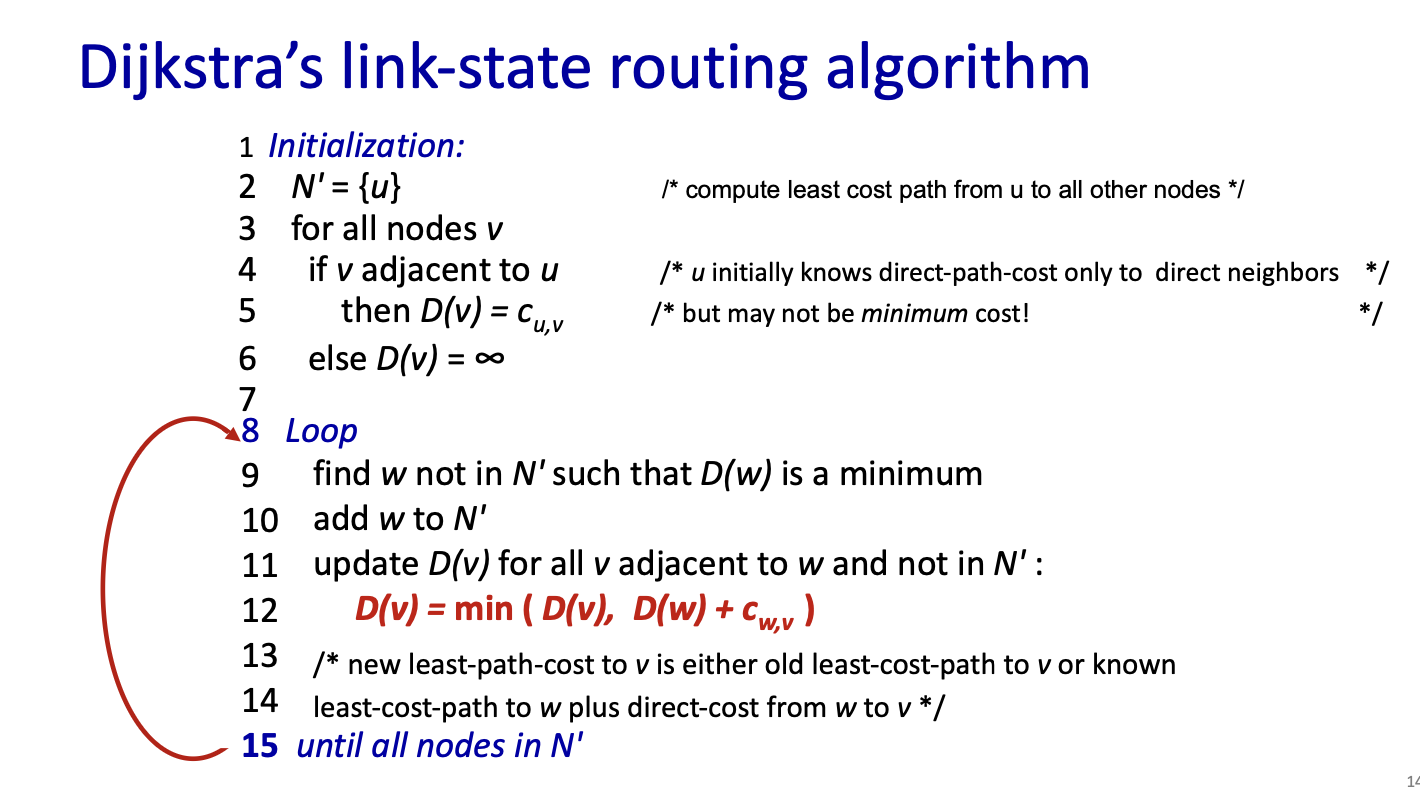 Dijkstra’s link-state routing algorithm
1 Initialization:
2 N' = {u} /* compute least cost path from u to all other nodes */
3 for all nodes v
4 if v adjacent to u /* u initially knows direct-path-cost only to direct neighbors */
5 then D(v) = cu,v /* but may not be minimum cost! */
6 else D(v) = ∞
7
8 Loop
9 find w not in N' such that D(w) is a minimum
10 add w to N'
11 update D(v) for all v adjacent to w and not in N' :
12 D(v) = min ( D(v), D(w) + cw,v )
13 /* new least-path-cost to v is either old least-cost-path to v or known
14 least-cost-path to w plus direct-cost from w to v */
15 until all nodes in N'
14